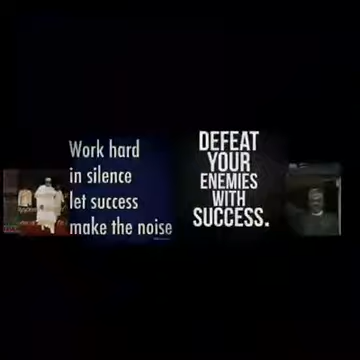 Work hard
in silence
let success
make the noise
DEFEAT
YOUR
ENEMIES
WITH
SUCCESS.